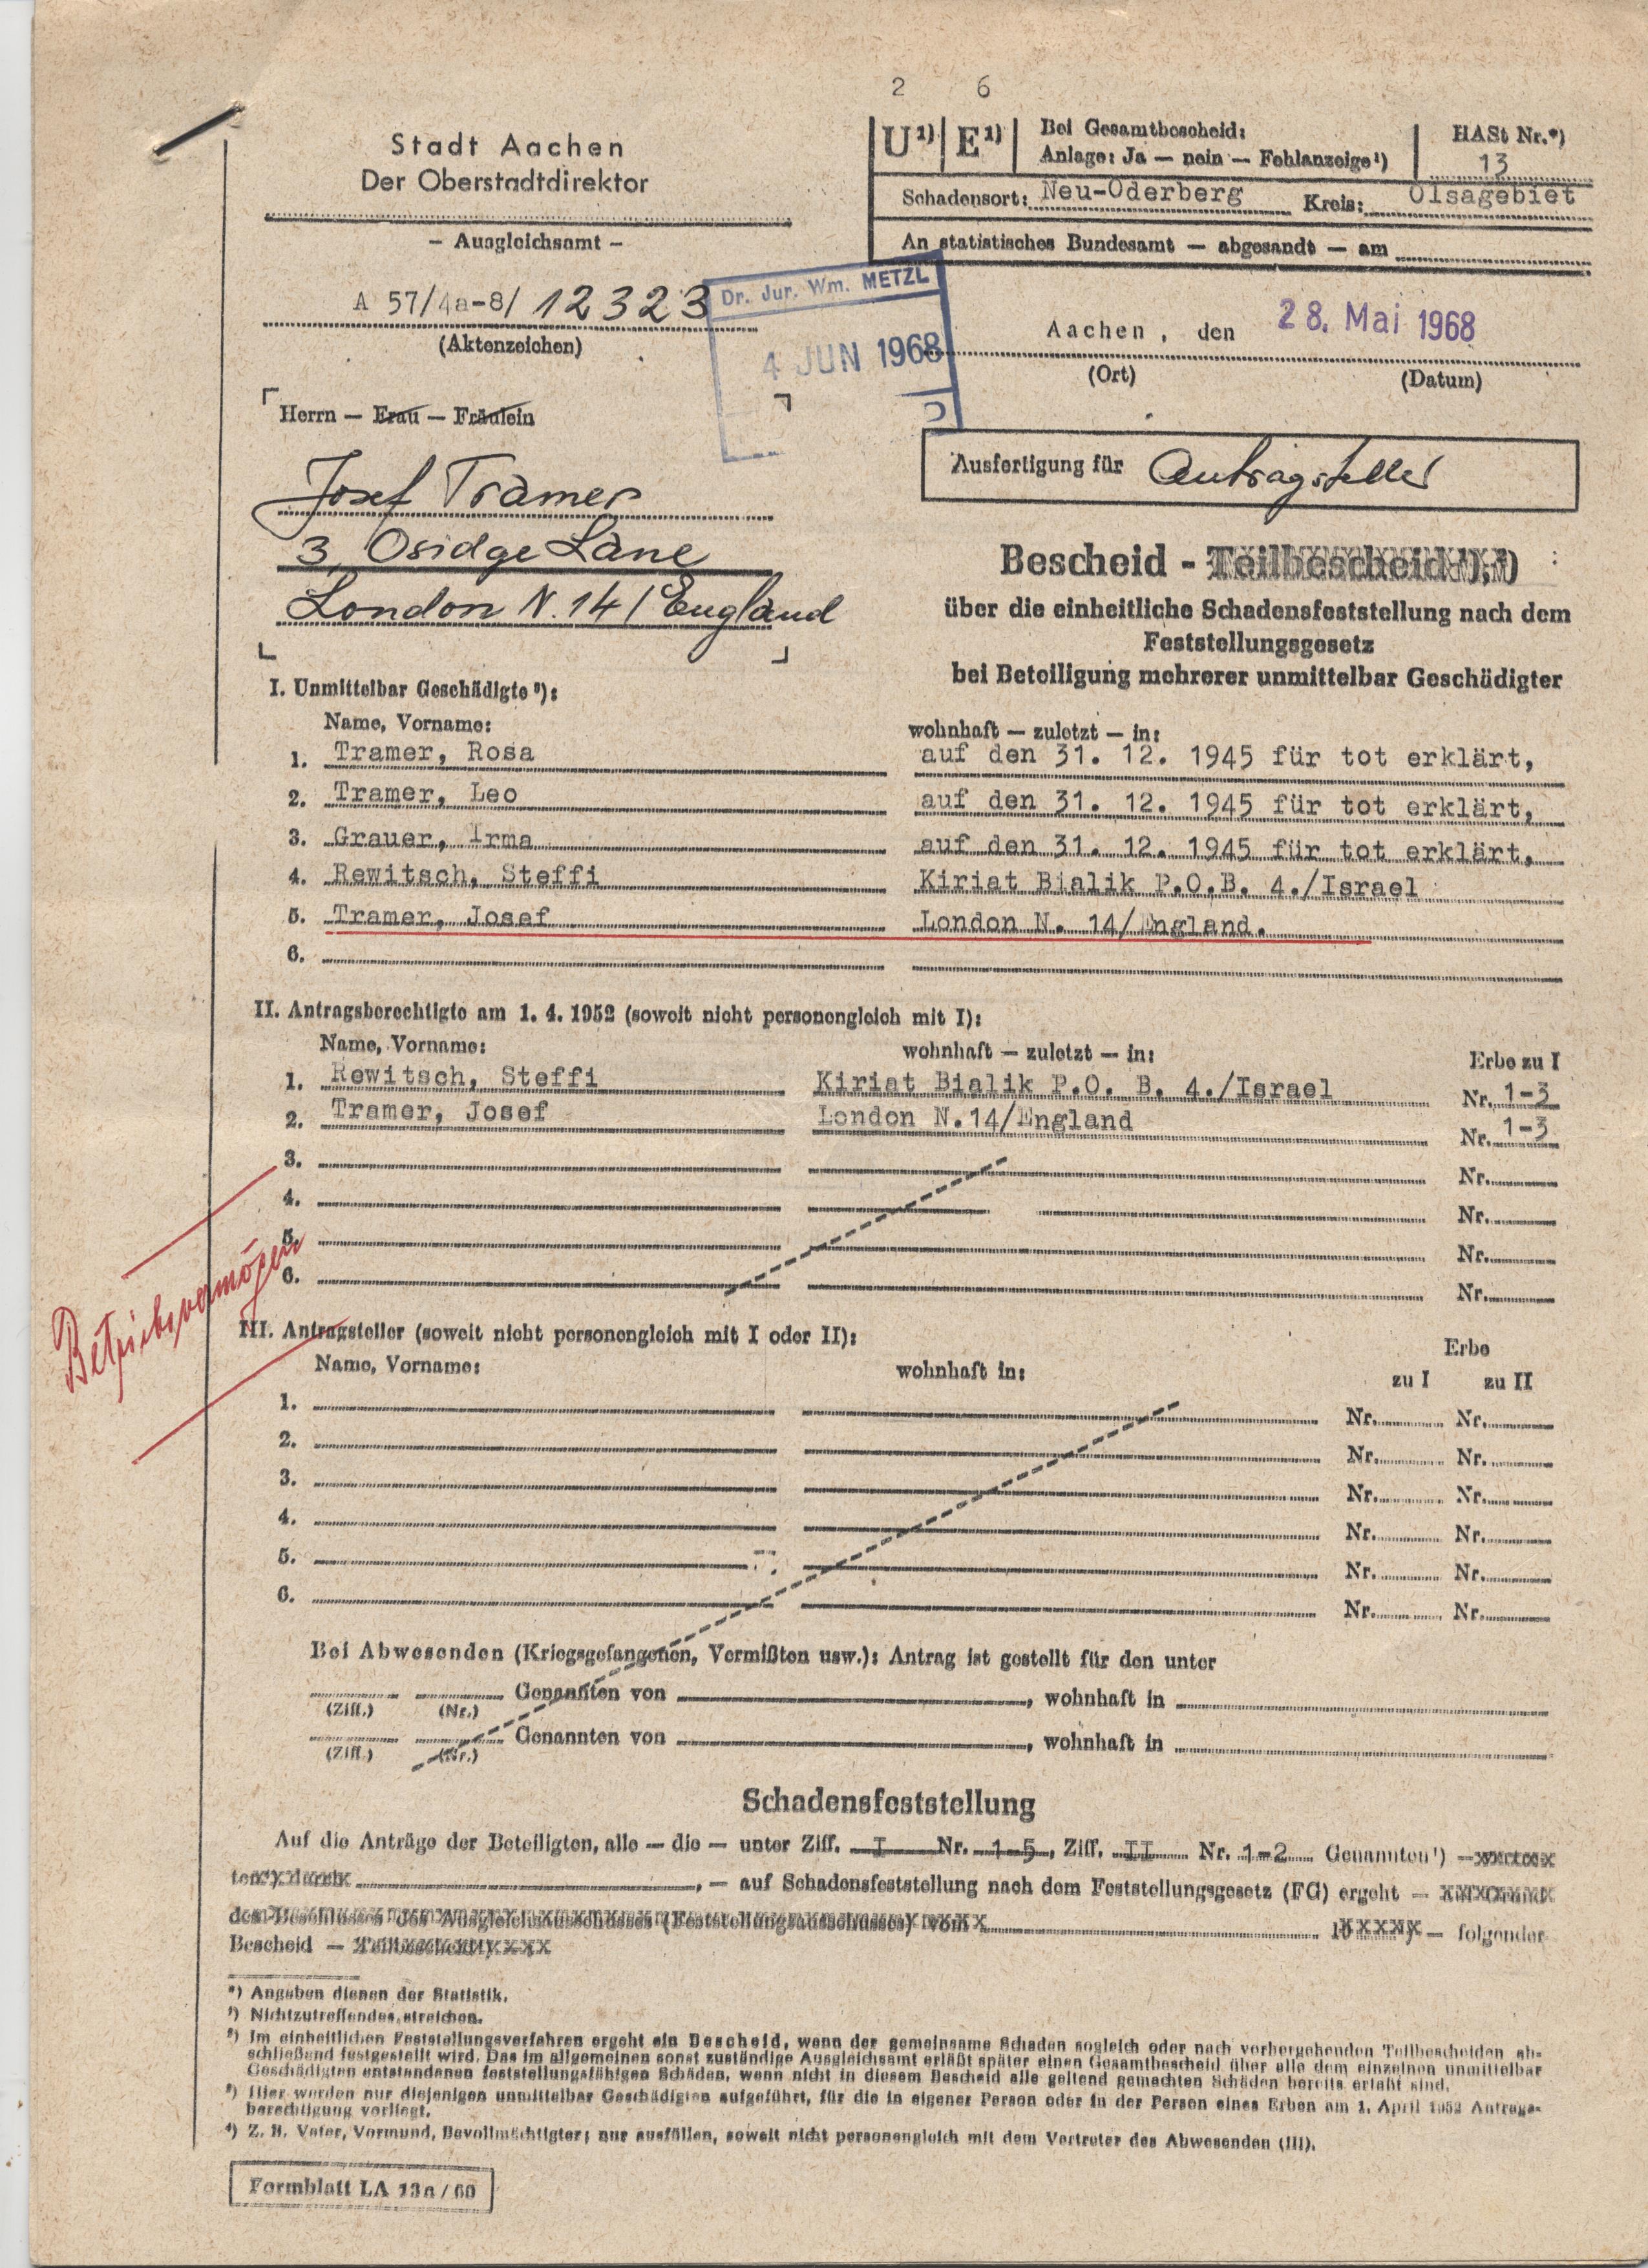 2 6
Stadt Aachen
Der Oberstadtdirektor
– Ausgleichsamt –
U¹) E¹) Bei Gesamtbescheid:
Anlage: Ja — nein — Fehlanzeige¹)
HASt Nr.*)
13
Schadensort: Neu-Oderberg Kreis: Olsagebiet
An statistisches Bundesamt — abgesandt — am
A 57/4a-8/ 12323
(Aktenzeichen)
Dr. Jur. Wm. METZL
4 JUN 1968
Aachen, den 28. Mai 1968
(Ort) (Datum)
Herrn — Frau — Fräulein
Josef Tramer
3, Osidge Lane
London N. 14 / England
Ausfertigung für Antragsteller
Bescheid - Teilbescheid¹),²)
über die einheitliche Schadensfeststellung nach dem
Feststellungsgesetz
bei Beteiligung mehrerer unmittelbar Geschädigter
I. Unmittelbar Geschädigte³):
Name, Vorname: wohnhaft — zuletzt — in:
1. Tramer, Rosa auf den 31. 12. 1945 für tot erklärt,
2. Tramer, Leo auf den 31. 12. 1945 für tot erklärt,
3. Grauer, Irma auf den 31. 12. 1945 für tot erklärt,
4. Rewitsch, Steffi Kiriat Bialik P.O.B. 4./Israel
5. Tramer, Josef London N. 14/England.
6.
II. Antragsberechtigte am 1. 4. 1952 (soweit nicht personengleich mit I):
Name, Vorname: wohnhaft — zuletzt — in: Erbe zu I
1. Rewitsch, Steffi Kiriat Bialik P.O. B. 4./Israel Nr. 1-3
2. Tramer, Josef London N.14/England Nr. 1-3
3. Nr.
4. Nr.
5. Nr.
6. Nr.
Betriebsvermögen
III. Antragsteller (soweit nicht personengleich mit I oder II):
Erbe
Name, Vorname: wohnhaft in: zu I zu II
1. Nr. Nr.
2. Nr. Nr.
3. Nr. Nr.
4. Nr. Nr.
5. Nr. Nr.
6. Nr. Nr.
Bei Abwesenden (Kriegsgefangenen, Vermißten usw.): Antrag ist gestellt für den unter
Genannten von , wohnhaft in
(Ziff.) (Nr.)
Genannten von , wohnhaft in
(Ziff.) (Nr.)
Schadensfeststellung
Auf die Anträge der Beteiligten, alle — die — unter Ziff. I Nr. 1-5, Ziff. II Nr. 1-2 Genannten¹) —
, — auf Schadensfeststellung nach dem Feststellungsgesetz (FG) ergeht —
des Beschlusses des Ausgleichsausschusses (Feststellungsausschusses) vom 19 — folgender
Bescheid — Teilbescheid
*) Angaben dienen der Statistik.
¹) Nichtzutreffendes streichen.
²) Im einheitlichen Feststellungsverfahren ergeht ein Bescheid, wenn der gemeinsame Schaden sogleich oder nach vorhergehenden Teilbescheiden ab-
schließend festgestellt wird. Das im allgemeinen sonst zuständige Ausgleichsamt erläßt später einen Gesamtbescheid über alle dem einzelnen unmittelbar
Geschädigten entstandenen feststellungsfähigen Schäden, wenn nicht in diesem Bescheid alle geltend gemachten Schäden bereits erfaßt sind.
³) Hier werden nur diejenigen unmittelbar Geschädigten aufgeführt, für die in eigener Person oder in der Person eines Erben am 1. April 1952 Antrags-
berechtigung vorliegt.
⁴) Z. B. Vater, Vormund, Bevollmächtigter; nur ausfüllen, soweit nicht personengleich mit dem Vertreter des Abwesenden (III).
Formblatt LA 13a/60